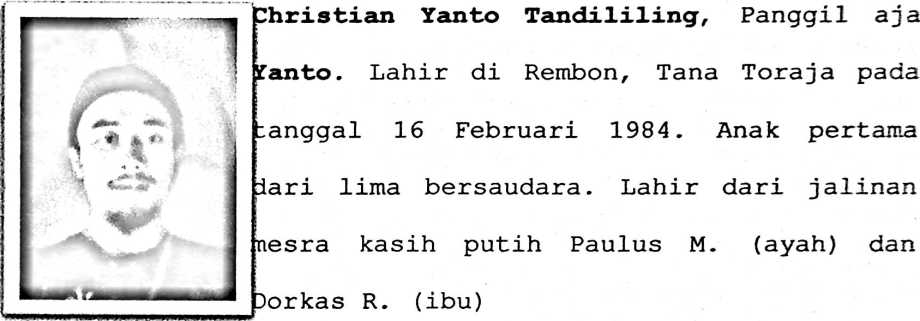 Christian Yanto Tandililing, Panggil aja
Yanto. Lahir di Rembon, Tana Toraja pada
tanggal 16 Februari 1984. Anak pertama
dari lima bersaudara. Lahir dari jalinan
mesra kasih putih Paulus M. (ayah) dan
Dorkas R. (ibu)